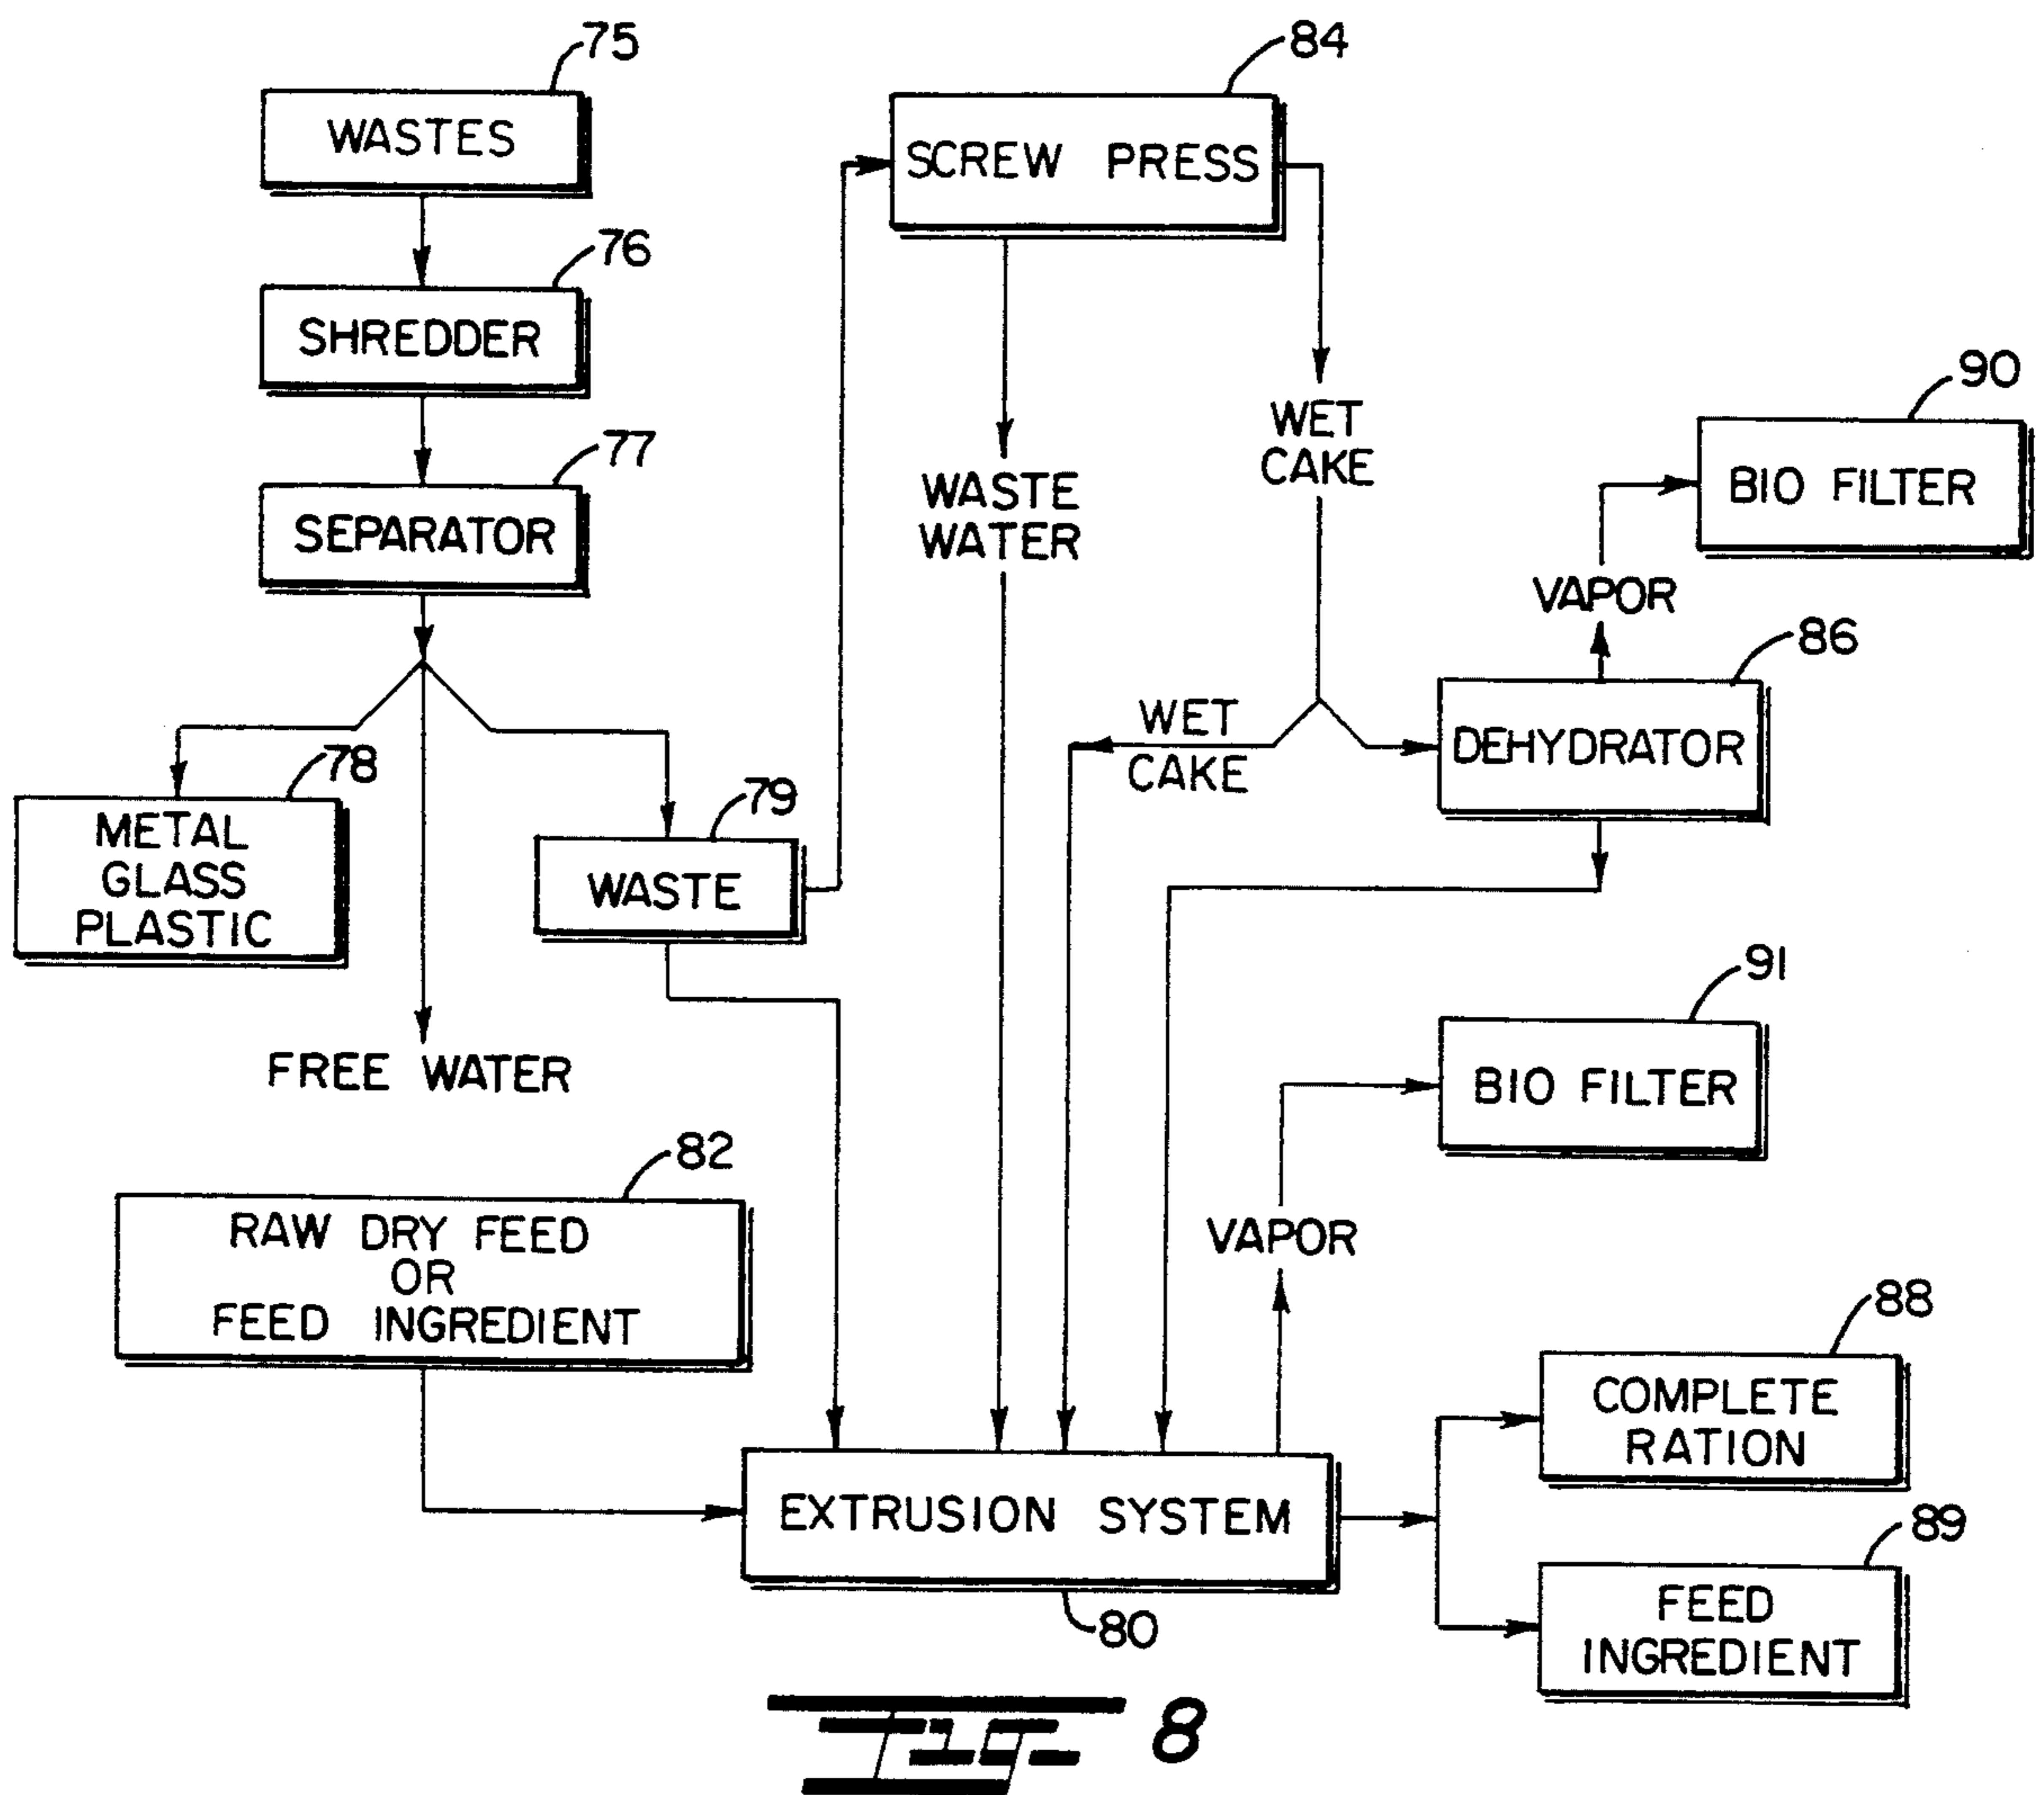 75
WASTES
76
SHREDDER
77
SEPARATOR
78
METAL
GLASS
PLASTIC
FREE WATER
79
WASTE
84
SCREW PRESS
WASTE
WATER
WET
CAKE
WET
CAKE
90
BIO FILTER
VAPOR
86
DEHYDRATOR
91
BIO FILTER
VAPOR
82
RAW DRY FEED
OR
FEED INGREDIENT
EXTRUSION SYSTEM
80
88
COMPLETE
RATION
89
FEED
INGREDIENT
FIG 8